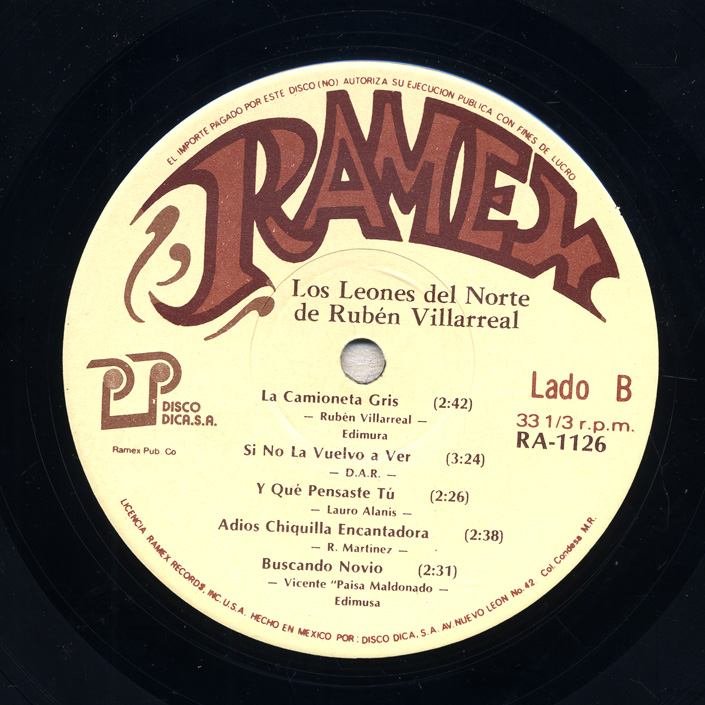 EL IMPORTE PAGADO POR ESTE DISCO (NO) AUTORIZA SU EJECUCION PUBLICA CON FINES DE LUCRO
RAMEX
Los Leones del Norte
de Rubén Villarreal
DISCO
DICA.S.A.
Ramex Pub Co
Lado B
33 1/3 r.p.m.
RA-1126
La Camioneta Gris (2:42)
— Rubén Villarreal —
Edimura
Si No La Vuelvo a Ver (3:24)
— D.A.R. —
Y Qué Pensaste Tú (2:26)
— Lauro Alanis —
Adios Chiquilla Encantadora (2:38)
— R. Martinez —
Buscando Novio (2:31)
— Vicente "Paisa Maldonado —
Edimusa
LICENCIA RAMEX RECORDS, INC. U.S.A. HECHO EN MEXICO POR: DISCO DICA. S. A. AV. NUEVO LEON No. 42 Col. Condesa M.R.